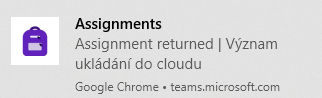 Assignments
Assignment returned | Význam
ukládání do cloudu
Google Chrome • teams.microsoft.com